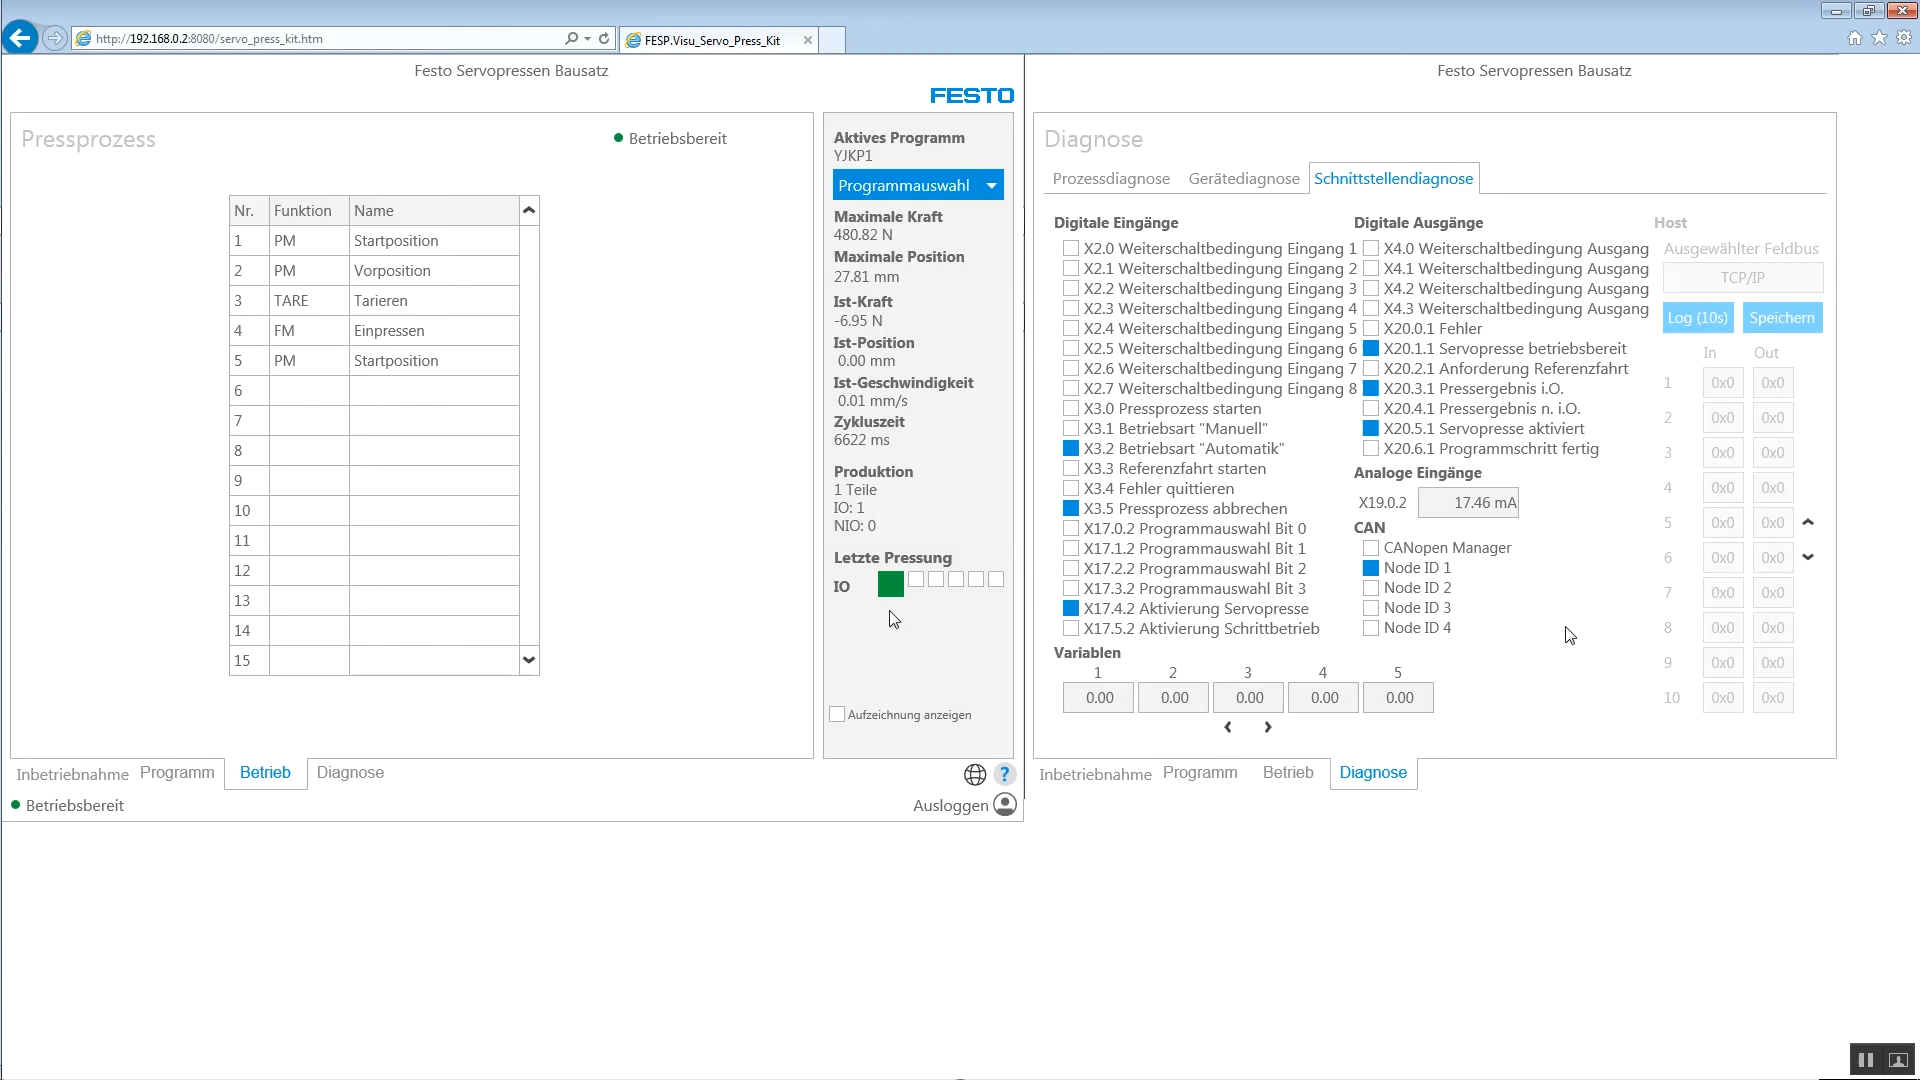 http://192.168.0.2:8080/servo_press_kit.htm
FESP.Visu_Servo_Press_Kit
Festo Servopressen Bausatz
FESTO
Pressprozess
Betriebsbereit
Nr. Funktion Name
1 PM Startposition
2 PM Vorposition
3 TARE Tarieren
4 FM Einpressen
5 PM Startposition
6
7
8
9
10
11
12
13
14
15
Aktives Programm
YJKP1
Programmauswahl
Maximale Kraft
480.82 N
Maximale Position
27.81 mm
Ist-Kraft
-6.95 N
Ist-Position
0.00 mm
Ist-Geschwindigkeit
0.01 mm/s
Zykluszeit
6622 ms
Produktion
1 Teile
IO: 1
NIO: 0
Letzte Pressung
IO
Aufzeichnung anzeigen
Inbetriebnahme Programm Betrieb Diagnose
?
Betriebsbereit
Ausloggen
Festo Servopressen Bausatz
Diagnose
Prozessdiagnose Gerätediagnose Schnittstellendiagnose
Digitale Eingänge
X2.0 Weiterschaltbedingung Eingang 1
X2.1 Weiterschaltbedingung Eingang 2
X2.2 Weiterschaltbedingung Eingang 3
X2.3 Weiterschaltbedingung Eingang 4
X2.4 Weiterschaltbedingung Eingang 5
X2.5 Weiterschaltbedingung Eingang 6
X2.6 Weiterschaltbedingung Eingang 7
X2.7 Weiterschaltbedingung Eingang 8
X3.0 Pressprozess starten
X3.1 Betriebsart "Manuell"
X3.2 Betriebsart "Automatik"
X3.3 Referenzfahrt starten
X3.4 Fehler quittieren
X3.5 Pressprozess abbrechen
X17.0.2 Programmauswahl Bit 0
X17.1.2 Programmauswahl Bit 1
X17.2.2 Programmauswahl Bit 2
X17.3.2 Programmauswahl Bit 3
X17.4.2 Aktivierung Servopresse
X17.5.2 Aktivierung Schrittbetrieb
Digitale Ausgänge
X4.0 Weiterschaltbedingung Ausgang
X4.1 Weiterschaltbedingung Ausgang
X4.2 Weiterschaltbedingung Ausgang
X4.3 Weiterschaltbedingung Ausgang
X20.0.1 Fehler
X20.1.1 Servopresse betriebsbereit
X20.2.1 Anforderung Referenzfahrt
X20.3.1 Pressergebnis i.O.
X20.4.1 Pressergebnis n. i.O.
X20.5.1 Servopresse aktiviert
X20.6.1 Programmschritt fertig
Analoge Eingänge
X19.0.2 17.46 mA
CAN
CANopen Manager
Node ID 1
Node ID 2
Node ID 3
Node ID 4
Variablen
1 2 3 4 5
0.00 0.00 0.00 0.00 0.00
Host
Ausgewählter Feldbus
TCP/IP
Log (10s) Speichern
In Out
1 0x0 0x0
2 0x0 0x0
3 0x0 0x0
4 0x0 0x0
5 0x0 0x0
6 0x0 0x0
7 0x0 0x0
8 0x0 0x0
9 0x0 0x0
10 0x0 0x0
Inbetriebnahme Programm Betrieb Diagnose